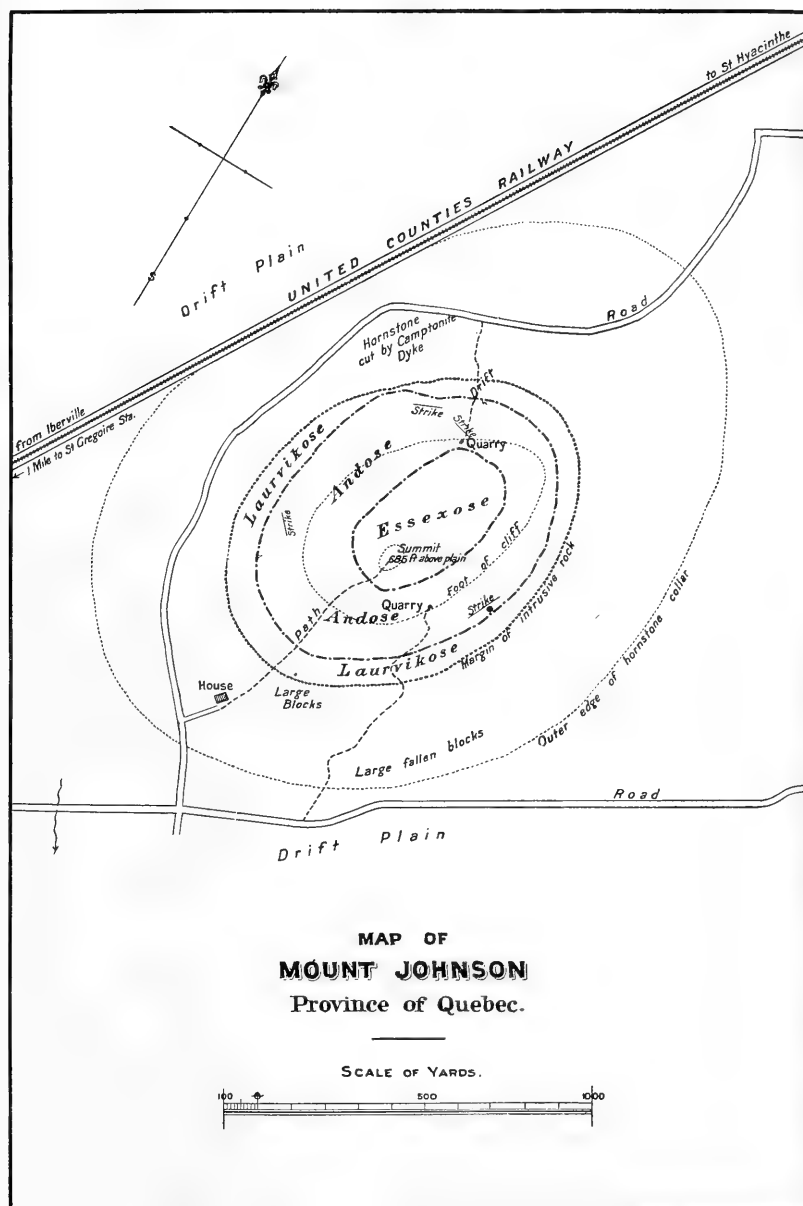 to St Hyacinthe
UNITED COUNTIES RAILWAY
S
Drift Plain
Road
Hornstone
cut by Camptonite
Dyke
Drift
Strike
Strike
from Iberville
1 Mile to St Gregoire Sta.
Quarry
Laurvikose
Andose
Essexose
Strike
Summit
685 ft above plain
Foot of cliff
Quarry
Strike
Path
Andose
Margin of intrusive rock
Laurvikose
House
Large
Blocks
Outer edge of hornstone collar
Large fallen blocks
Road
Drift Plain
MAP OF
MOUNT JOHNSON
Province of Quebec.
SCALE OF YARDS.
100 0 500 1000